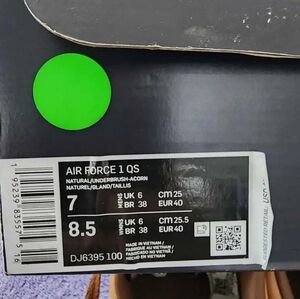 AIR FORCE 1 QS
NATURAL/UNDERBRUSH-ACORN
NATUREL/GLAND/TAILLIS
7 MENS UK 6 CM 25
BR 38 EUR 40
8.5 WMNS UK 6 CM 25.5
BR 38 EUR 40
DJ6395 100
MADE IN VIETNAM /
FABRIQUÉ AU VIETNAM /
HECHO EN VIETNAM